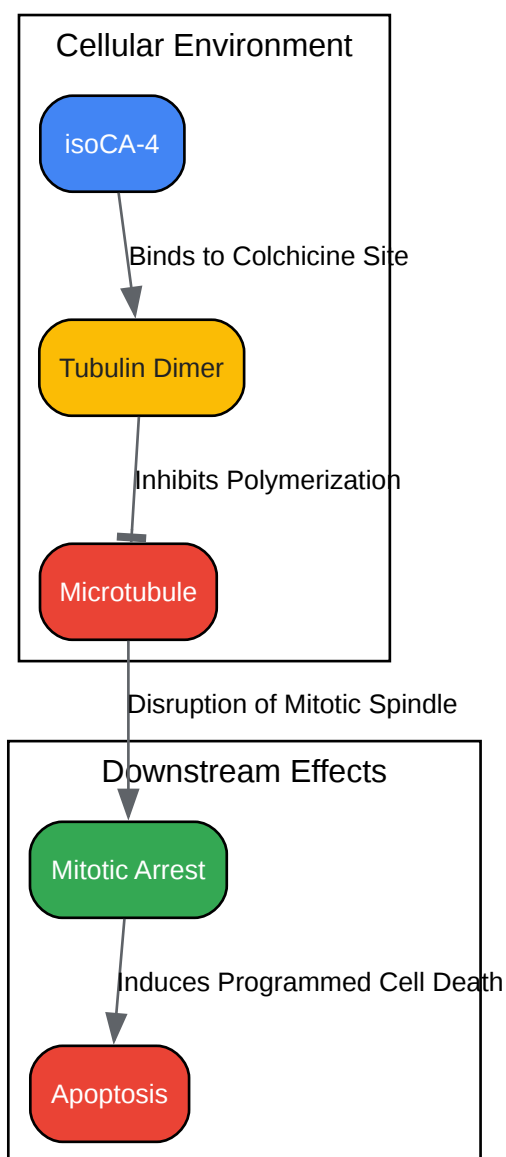 Cellular Environment
isoCA-4
Binds to Colchicine Site
Tubulin Dimer
Inhibits Polymerization
Microtubule
Disruption of Mitotic Spindle
Downstream Effects
Mitotic Arrest
Induces Programmed Cell Death
Apoptosis